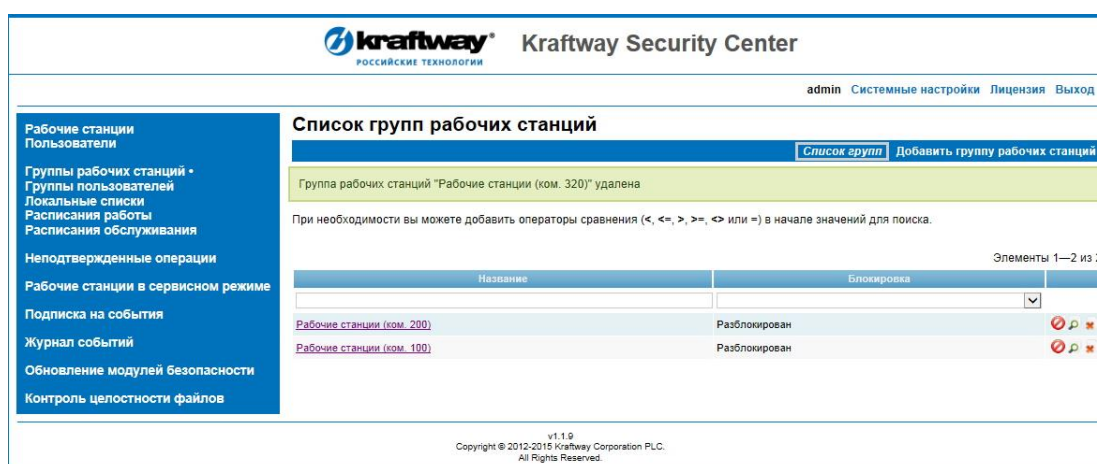 kraftway®
РОССИЙСКИЕ ТЕХНОЛОГИИ
Kraftway Security Center
admin Системные настройки Лицензия Выход
Рабочие станции
Пользователи
Группы рабочих станций •
Группы пользователей
Локальные списки
Расписания работы
Расписания обслуживания
Неподтвержденные операции
Рабочие станции в сервисном режиме
Подписка на события
Журнал событий
Обновление модулей безопасности
Контроль целостности файлов
Список групп рабочих станций
Список групп Добавить группу рабочих станций
Группа рабочих станций "Рабочие станции (ком. 320)" удалена
При необходимости вы можете добавить операторы сравнения (<, <=, >, >=, <> или =) в начале значений для поиска.
Элементы 1—2 из
Название Блокировка
Рабочие станции (ком. 200) Разблокирован
Рабочие станции (ком. 100) Разблокирован
v1.1.9
Copyright © 2012-2015 Kraftway Corporation PLC.
All Rights Reserved.